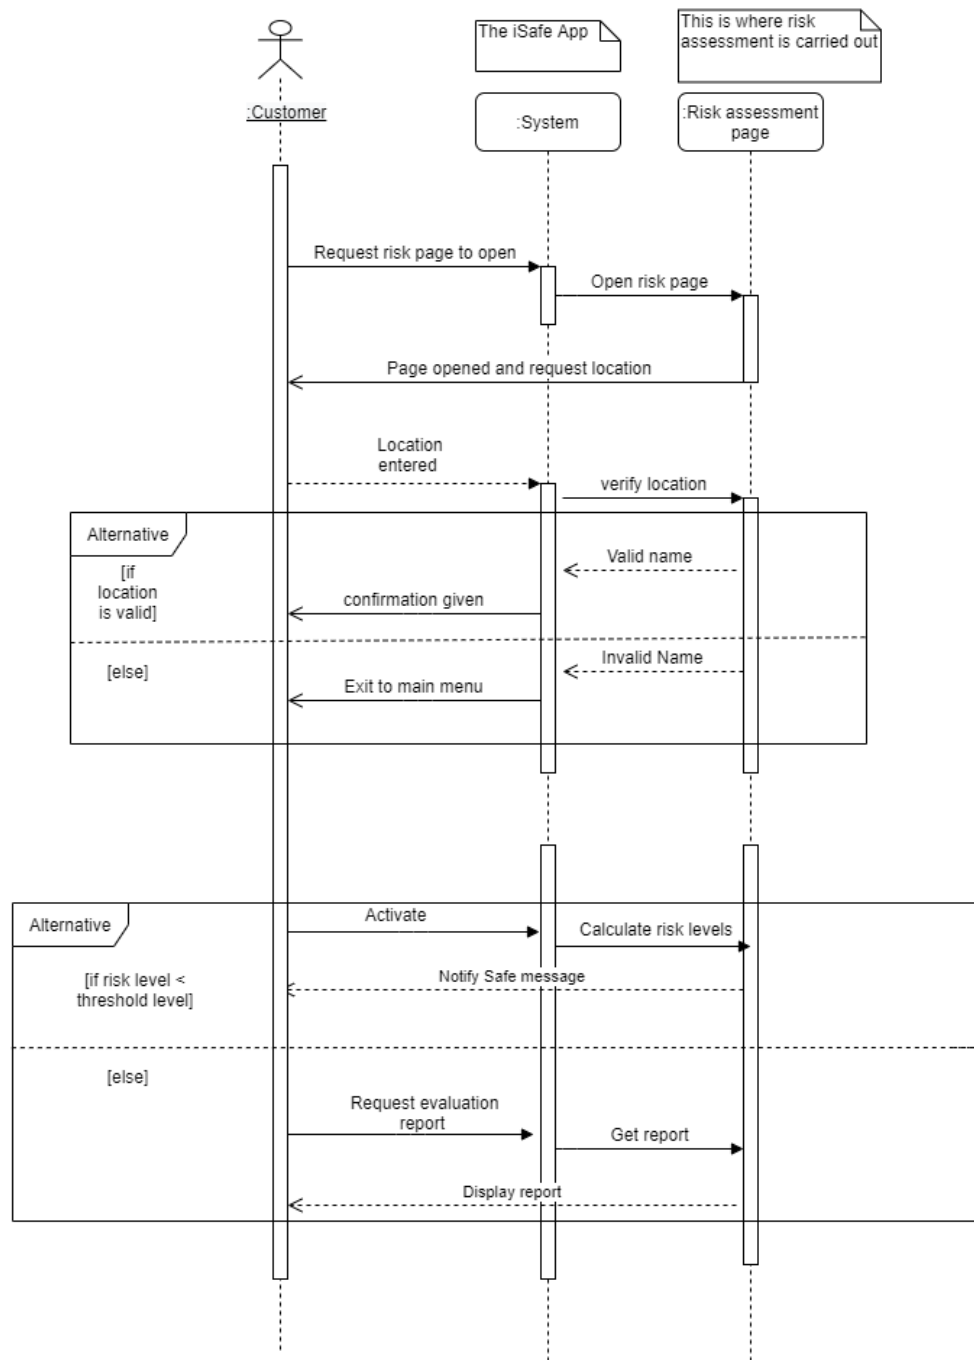 The iSafe App
This is where risk
assessment is carried out
:Customer
:System
:Risk assessment
page
Request risk page to open
Open risk page
Page opened and request location
Location
entered
verify location
Alternative
[if
location
is valid]
Valid name
confirmation given
[else]
Invalid Name
Exit to main menu
Alternative
Activate
Calculate risk levels
[if risk level <
threshold level]
Notify Safe message
[else]
Request evaluation
report
Get report
Display report